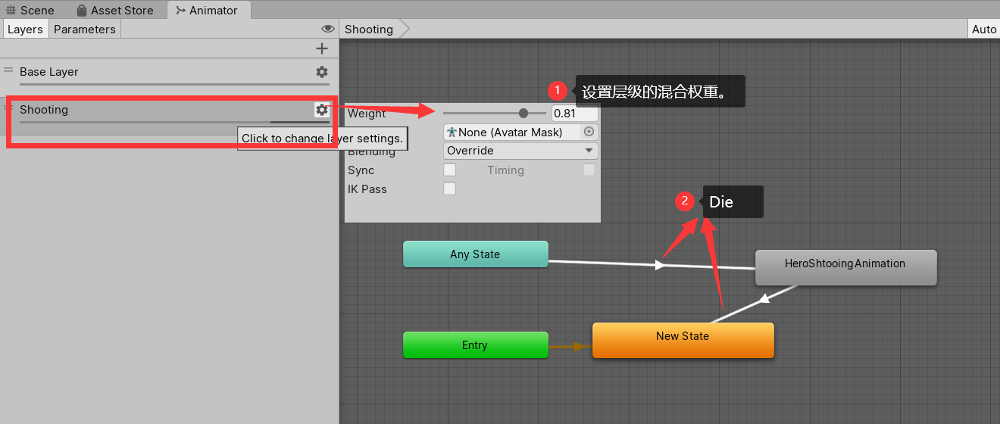 Scene
Asset Store
Animator
Layers
Parameters
Shooting
Auto
Base Layer
Shooting
Click to change layer settings.
1
设置层级的混合权重。
Weight
0.81
None (Avatar Mask)
Blending
Override
Sync
Timing
IK Pass
2
Die
Any State
HeroShtooingAnimation
New State
Entry